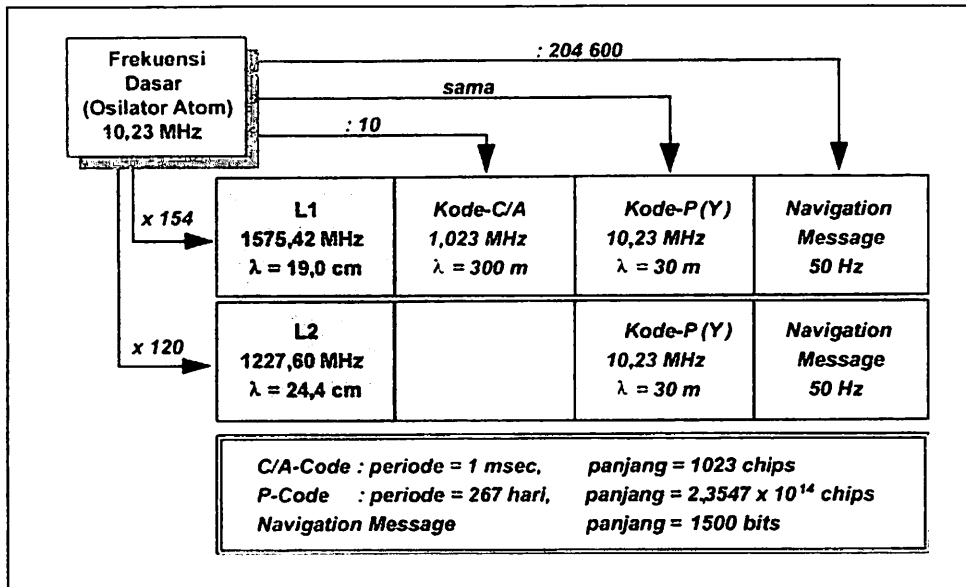 Frekuensi
Dasar
(Osilator Atom)
10,23 MHz
: 204 600
sama
: 10
x 154
x 120
L1
1575,42 MHz
λ = 19,0 cm
Kode-C/A
1,023 MHz
λ = 300 m
Kode-P(Y)
10,23 MHz
λ = 30 m
Navigation
Message
50 Hz
L2
1227,60 MHz
λ = 24,4 cm
Kode-P(Y)
10,23 MHz
λ = 30 m
Navigation
Message
50 Hz
C/A-Code : periode = 1 msec, panjang = 1023 chips
P-Code : periode = 267 hari, panjang = 2,3547 x 10¹⁴ chips
Navigation Message panjang = 1500 bits